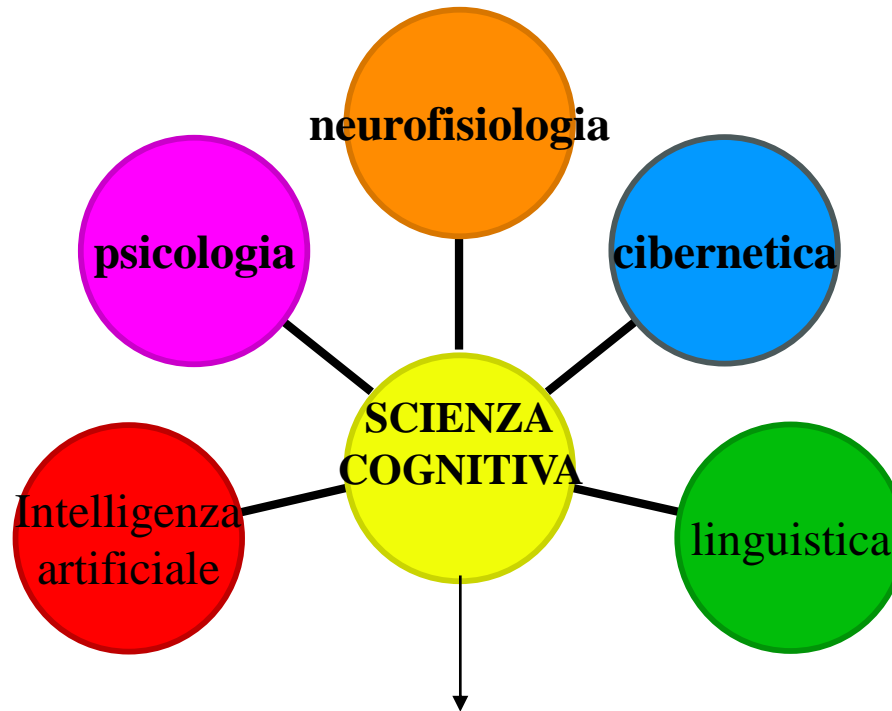 neurofisiologia
psicologia
cibernetica
SCIENZA
COGNITIVA
Intelligenza
artificiale
linguistica